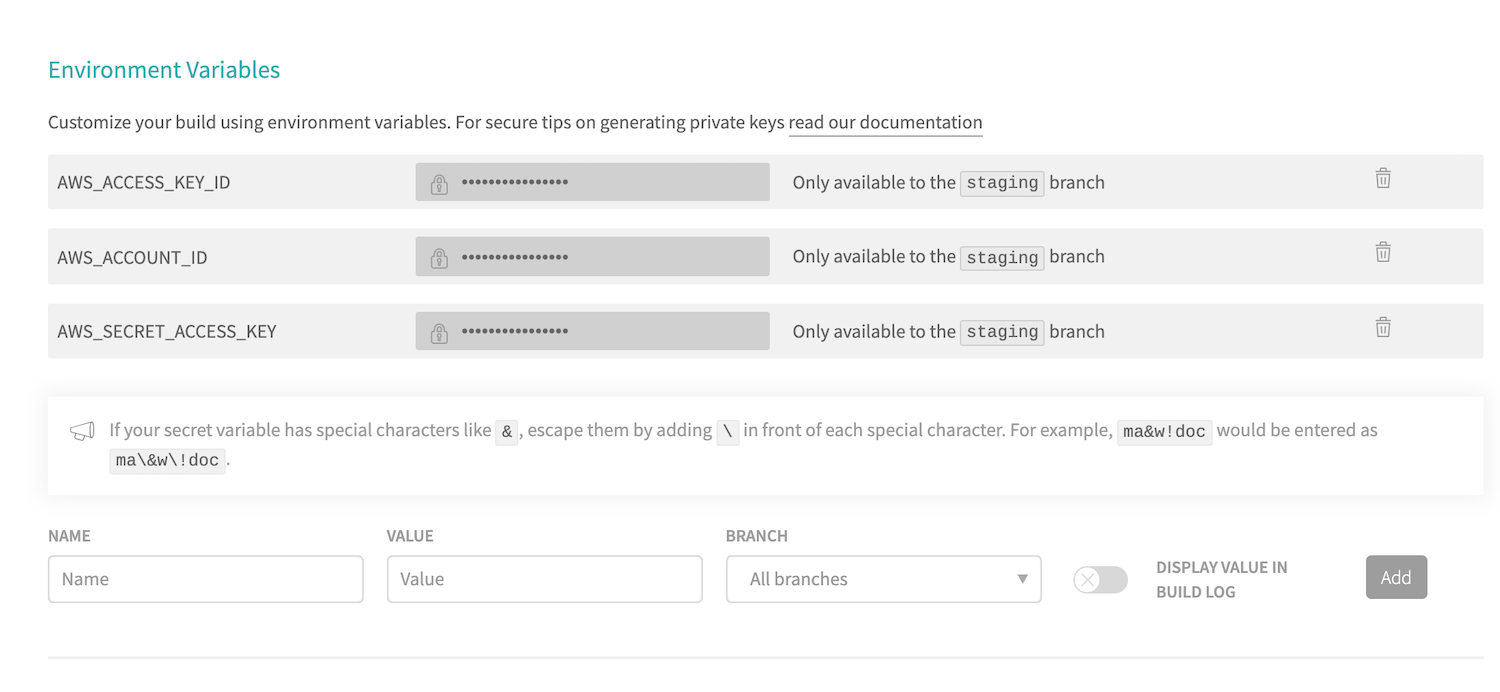 Environment Variables
Customize your build using environment variables. For secure tips on generating private keys read our documentation
AWS_ACCESS_KEY_ID •••••••••••••••• Only available to the staging branch
AWS_ACCOUNT_ID •••••••••••••••• Only available to the staging branch
AWS_SECRET_ACCESS_KEY •••••••••••••••• Only available to the staging branch
If your secret variable has special characters like & , escape them by adding \ in front of each special character. For example, ma&w!doc would be entered as
ma\&w\!doc .
NAME VALUE BRANCH
Name Value All branches ▼ DISPLAY VALUE IN
BUILD LOG Add